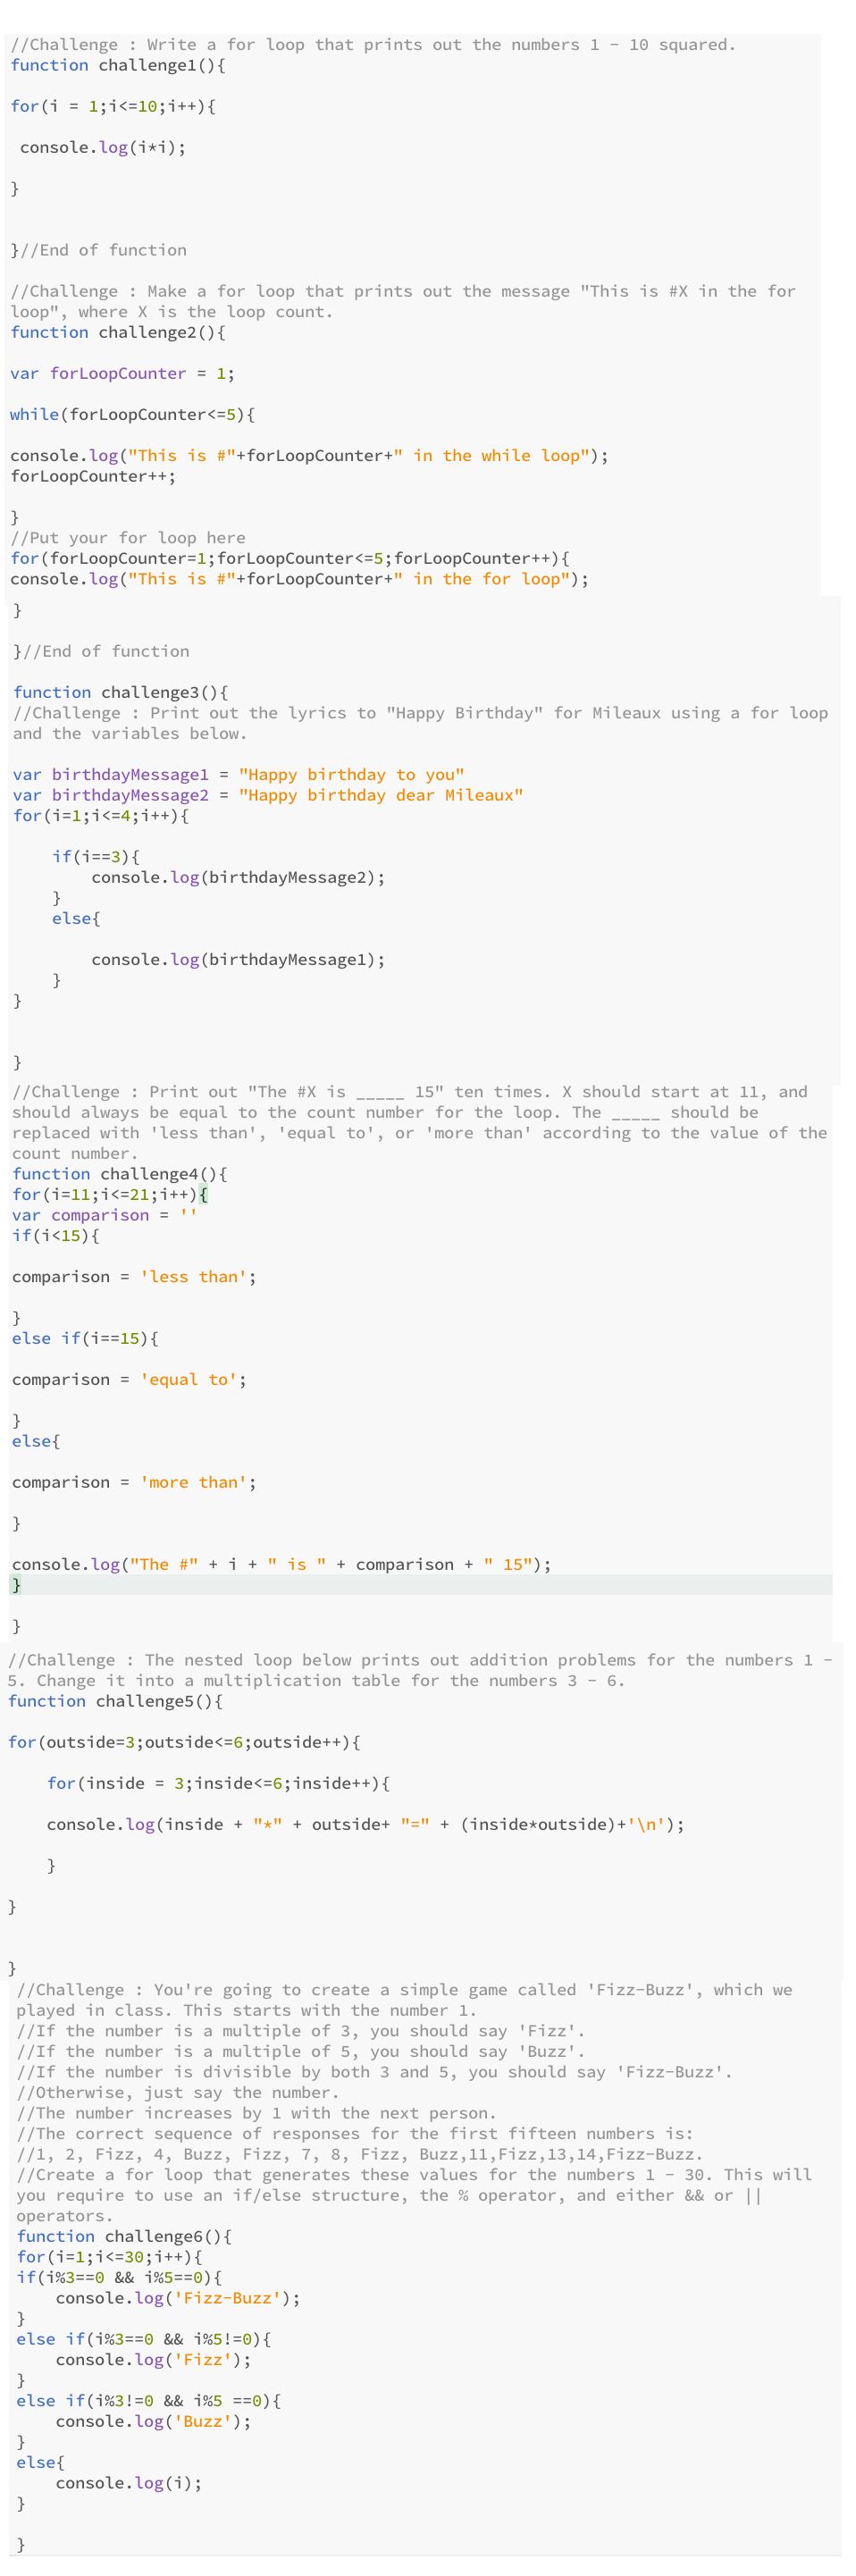 //Challenge : Write a for loop that prints out the numbers 1 - 10 squared.
function challenge1(){
for(i = 1;i<=10;i++){
console.log(i*i);
}
}//End of function
//Challenge : Make a for loop that prints out the message "This is #X in the for
loop", where X is the loop count.
function challenge2(){
var forLoopCounter = 1;
while(forLoopCounter<=5){
console.log("This is #"+forLoopCounter+" in the while loop");
forLoopCounter++;
}
//Put your for loop here
for(forLoopCounter=1;forLoopCounter<=5;forLoopCounter++){
console.log("This is #"+forLoopCounter+" in the for loop");
}
}//End of function
function challenge3(){
//Challenge : Print out the lyrics to "Happy Birthday" for Mileaux using a for loop
and the variables below.
var birthdayMessage1 = "Happy birthday to you"
var birthdayMessage2 = "Happy birthday dear Mileaux"
for(i=1;i<=4;i++){
if(i==3){
console.log(birthdayMessage2);
}
else{
console.log(birthdayMessage1);
}
}
}
//Challenge : Print out "The #X is _____ 15" ten times. X should start at 11, and
should always be equal to the count number for the loop. The _____ should be
replaced with 'less than', 'equal to', or 'more than' according to the value of the
count number.
function challenge4(){
for(i=11;i<=21;i++){
var comparison = ''
if(i<15){
comparison = 'less than';
}
else if(i==15){
comparison = 'equal to';
}
else{
comparison = 'more than';
}
console.log("The #" + i + " is " + comparison + " 15");
}
}
//Challenge : The nested loop below prints out addition problems for the numbers 1 -
5. Change it into a multiplication table for the numbers 3 - 6.
function challenge5(){
for(outside=3;outside<=6;outside++){
for(inside = 3;inside<=6;inside++){
console.log(inside + "*" + outside+ "=" + (inside*outside)+'\n');
}
}
}
//Challenge : You're going to create a simple game called 'Fizz-Buzz', which we
played in class. This starts with the number 1.
//If the number is a multiple of 3, you should say 'Fizz'.
//If the number is a multiple of 5, you should say 'Buzz'.
//If the number is divisible by both 3 and 5, you should say 'Fizz-Buzz'.
//Otherwise, just say the number.
//The number increases by 1 with the next person.
//The correct sequence of responses for the first fifteen numbers is:
//1, 2, Fizz, 4, Buzz, Fizz, 7, 8, Fizz, Buzz,11,Fizz,13,14,Fizz-Buzz.
//Create a for loop that generates these values for the numbers 1 - 30. This will
you require to use an if/else structure, the % operator, and either && or ||
operators.
function challenge6(){
for(i=1;i<=30;i++){
if(i%3==0 && i%5==0){
console.log('Fizz-Buzz');
}
else if(i%3==0 && i%5!=0){
console.log('Fizz');
}
else if(i%3!=0 && i%5 ==0){
console.log('Buzz');
}
else{
console.log(i);
}
}